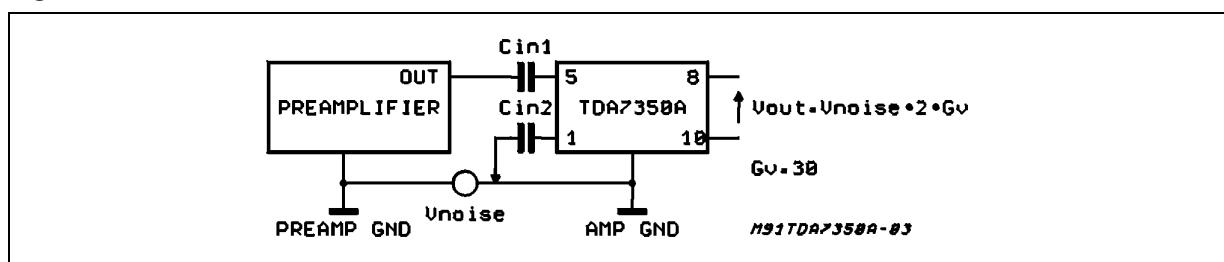 Cin1
OUT
PREAMPLIFIER
Cin2
5
8
TDA7350A
1
10
Vout=Vnoise•2•Gv
Gv=30
Vnoise
PREAMP GND
AMP GND
M91TDA7350A-03